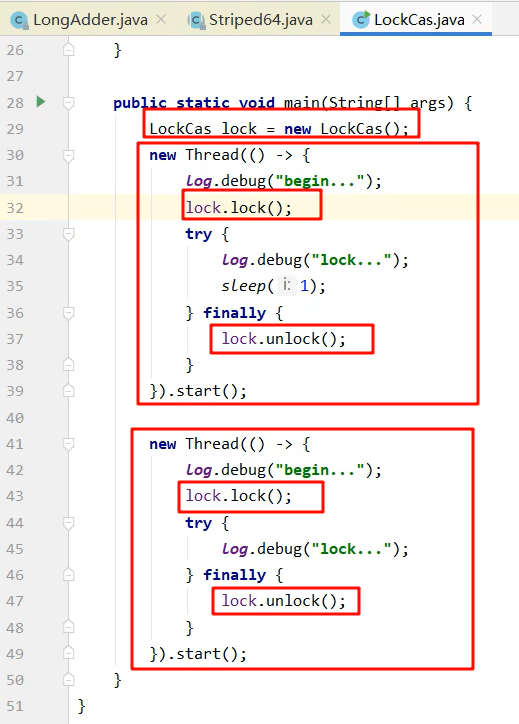 LongAdder.java × Striped64.java × LockCas.java ×
26 }
27
28 public static void main(String[] args) {
29 LockCas lock = new LockCas();
30 new Thread(() -> {
31 log.debug("begin...");
32 lock.lock();
33 try {
34 log.debug("lock...");
35 sleep( i: 1);
36 } finally {
37 lock.unlock();
38 }
39 }).start();
40
41 new Thread(() -> {
42 log.debug("begin...");
43 lock.lock();
44 try {
45 log.debug("lock...");
46 } finally {
47 lock.unlock();
48 }
49 }).start();
50 }
51 }